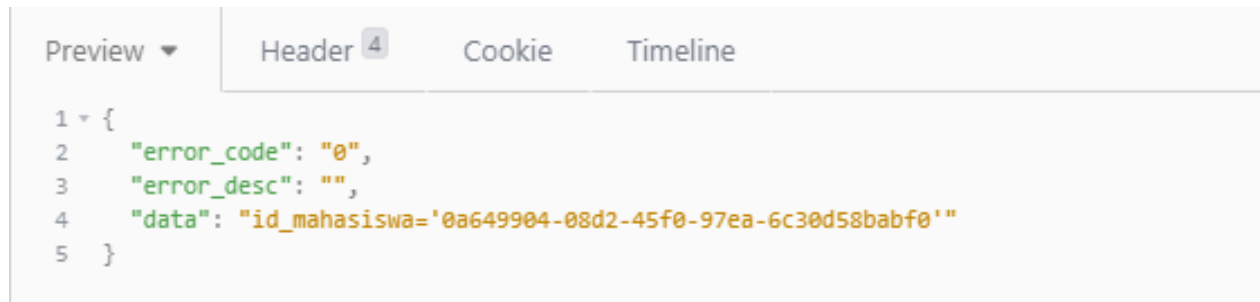 Preview Header 4 Cookie Timeline
1 {
2 "error_code": "0",
3 "error_desc": "",
4 "data": "id_mahasiswa='0a649904-08d2-45f0-97ea-6c30d58babf0'"
5 }